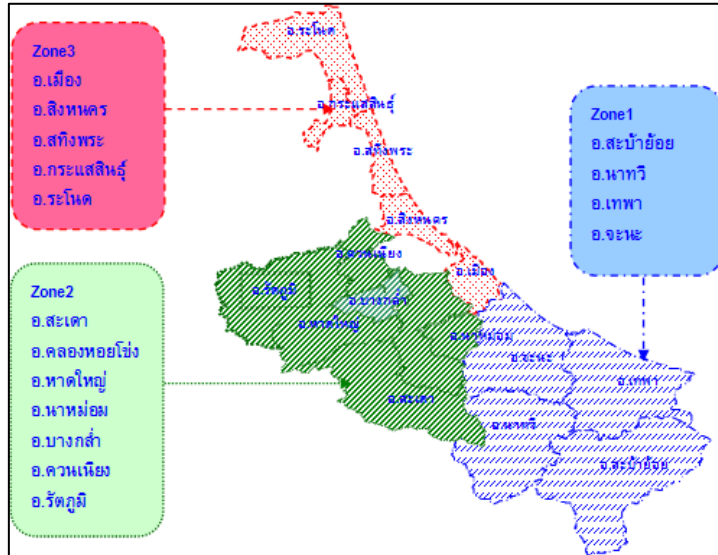 Zone3
อ.เมือง
อ.สิงหนคร
อ.สทิงพระ
อ.กระแสสินธุ์
อ.ระโนด
Zone1
อ.สะบ้าย้อย
อ.นาทวี
อ.เทพา
อ.จะนะ
Zone2
อ.สะเดา
อ.คลองหอยโข่ง
อ.หาดใหญ่
อ.นาหม่อม
อ.บางกล่ำ
อ.ควนเนียง
อ.รัตภูมิ
อ.ระโนด
อ.กระแสสินธุ์
อ.สทิงพระ
อ.สิงหนคร
อ.ควนเนียง
อ.เมือง
อ.รัตภูมิ
อ.บางกล่ำ
อ.หาดใหญ่
อ.นาหม่อม
อ.จะนะ
อ.เทพา
อ.สะเดา
อ.นาทวี
อ.สะบ้าย้อย